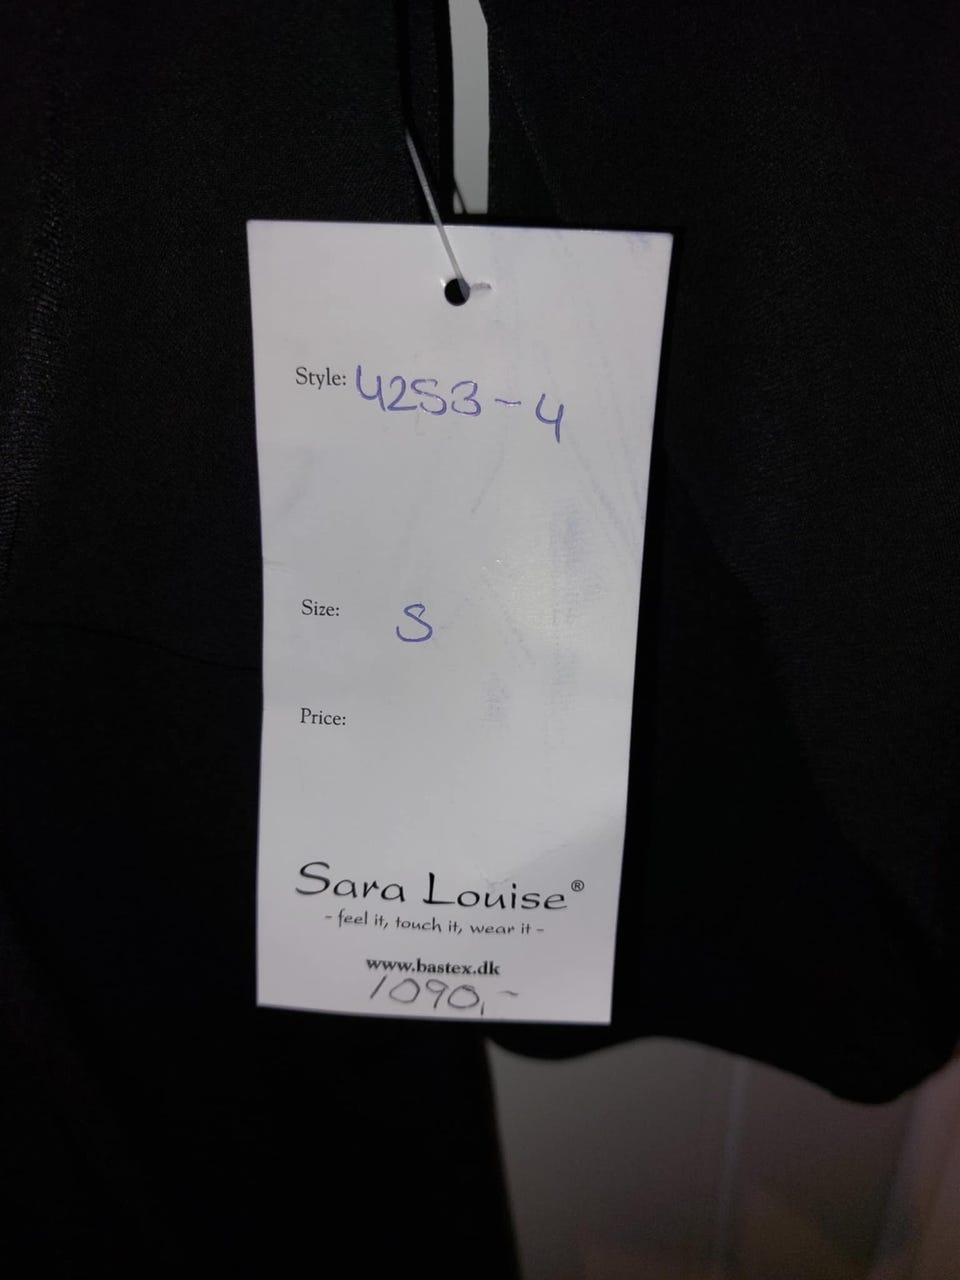 Style: 4253-4
Size: S
Price:
Sara Louise®
- feel it, touch it, wear it -
www.bastex.dk
1090,-